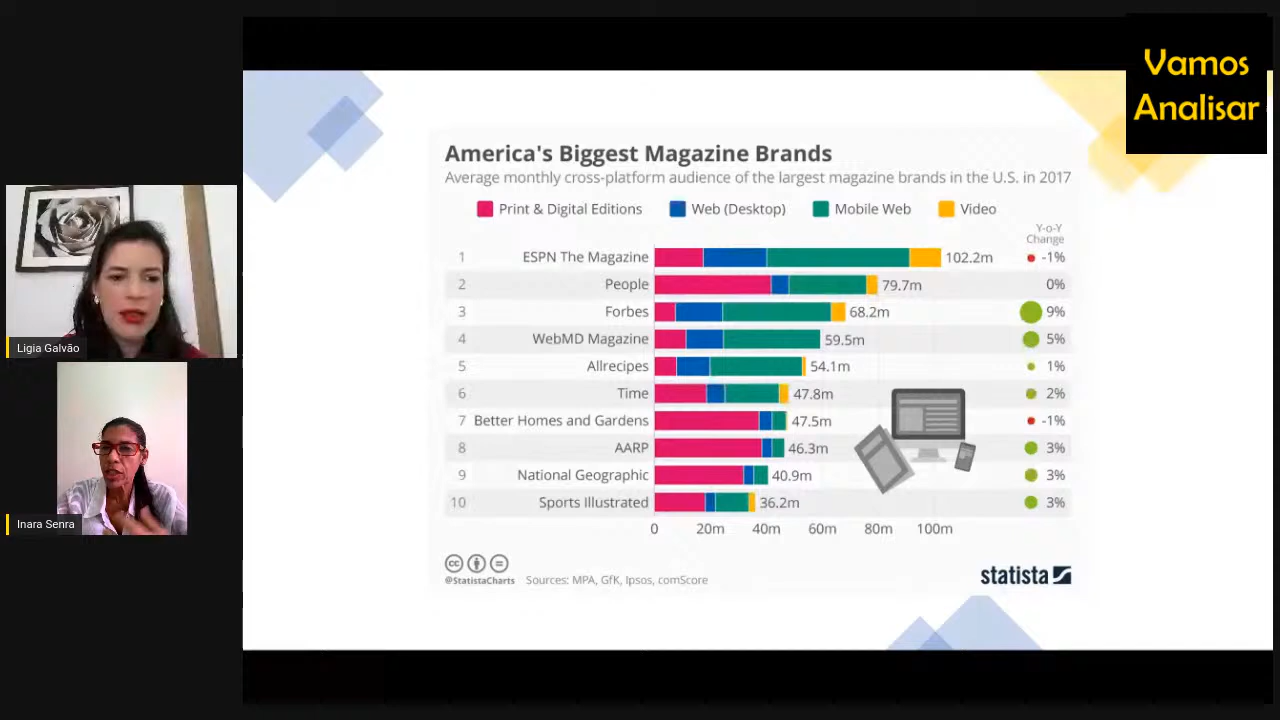 Vamos
Analisar
America's Biggest Magazine Brands
Average monthly cross-platform audience of the largest magazine brands in the U.S. in 2017
Print & Digital Editions Web (Desktop) Mobile Web Video
Y-o-Y
Change
1 ESPN The Magazine 102.2m -1%
2 People 79.7m 0%
3 Forbes 68.2m 9%
4 WebMD Magazine 59.5m 5%
5 Allrecipes 54.1m 1%
6 Time 47.8m 2%
7 Better Homes and Gardens 47.5m -1%
8 AARP 46.3m 3%
9 National Geographic 40.9m 3%
10 Sports Illustrated 36.2m 3%
0 20m 40m 60m 80m 100m
cc
@StatistaCharts Sources: MPA, GfK, Ipsos, comScore
statista
Ligia Galvão
Inara Senra